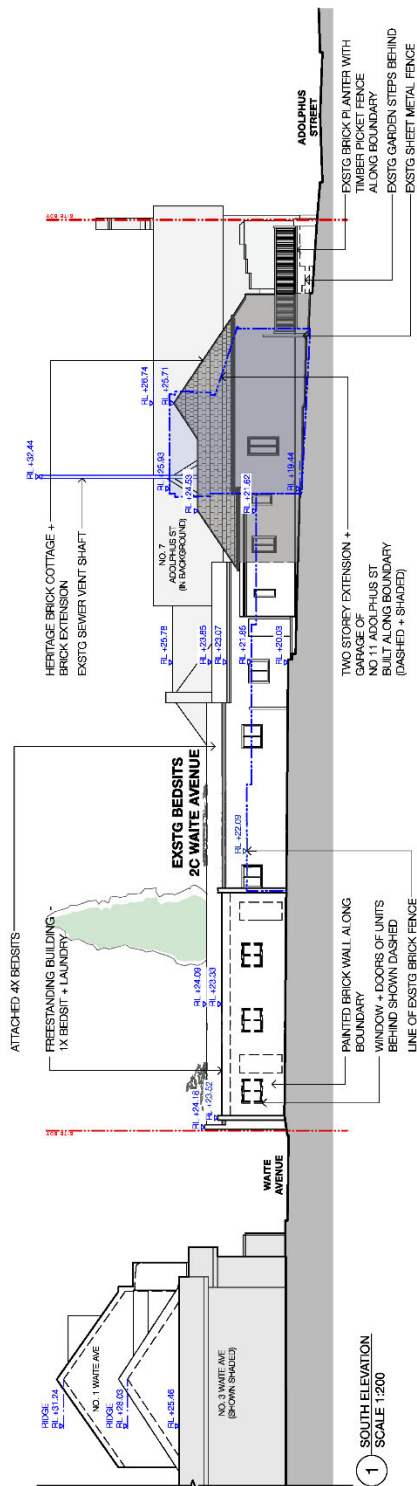 RIDGE
RL +31.24
NO. 1 WAITE AVE
RIDGE
RL +28.03
RL +25.46
NO. 3 WAITE AVE
(SHOWN SHADED)
WAITE
AVENUE
SITE BDY
ATTACHED 4X BEDSITS
FREESTANDING BUILDING -
1X BEDSIT + LAUNDRY
RL +24.16
RL +23.52
RL +24.09
RL +23.33
EXSTG BEDSITS
2C WAITE AVENUE
RL +22.09
PAINTED BRICK WALL ALONG
BOUNDARY
WINDOW + DOORS OF UNITS
BEHIND SHOWN DASHED
LINE OF EXSTG BRICK FENCE
HERITAGE BRICK COTTAGE +
BRICK EXTENSION
EXSTG SEWER VENT SHAFT
RL +32.44
NO. 7
ADOLPHUS ST
(IN BACKGROUND)
RL +25.78
RL +23.85
RL +23.07
RL +21.85
RL +20.03
RL +25.93
RL +24.53
RL +21.62
RL +19.44
RL +26.74
RL +25.71
TWO STOREY EXTENSION +
GARAGE OF
NO 11 ADOLPHUS ST
BUILT ALONG BOUNDARY
(DASHED + SHADED)
SITE BDY
ADOLPHUS
STREET
EXSTG BRICK PLANTER WITH
TIMBER PICKET FENCE
ALONG BOUNDARY
EXSTG GARDEN STEPS BEHIND
EXSTG SHEET METAL FENCE
1
SOUTH ELEVATION
SCALE 1:200